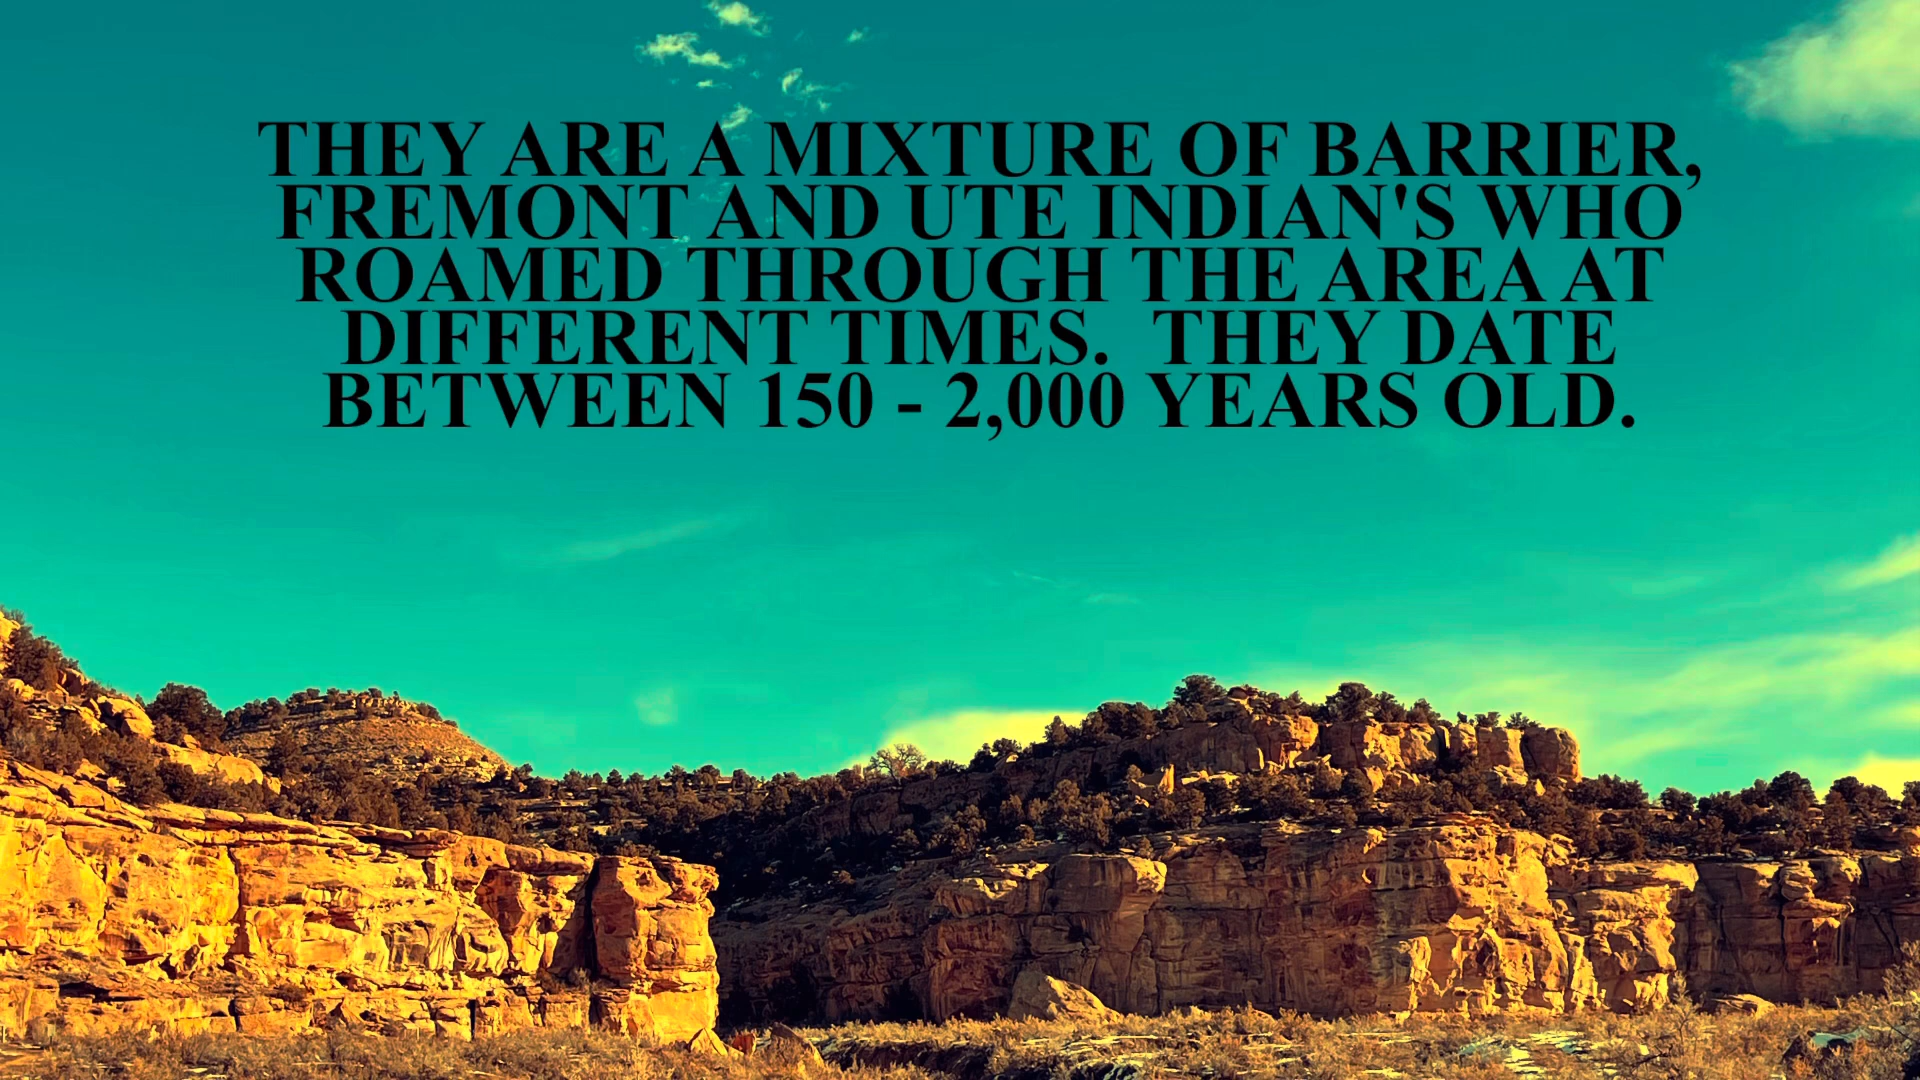 THEY ARE A MIXTURE OF BARRIER,
FREMONT AND UTE INDIAN'S WHO
ROAMED THROUGH THE AREA AT
DIFFERENT TIMES.  THEY DATE
BETWEEN 150 - 2,000 YEARS OLD.